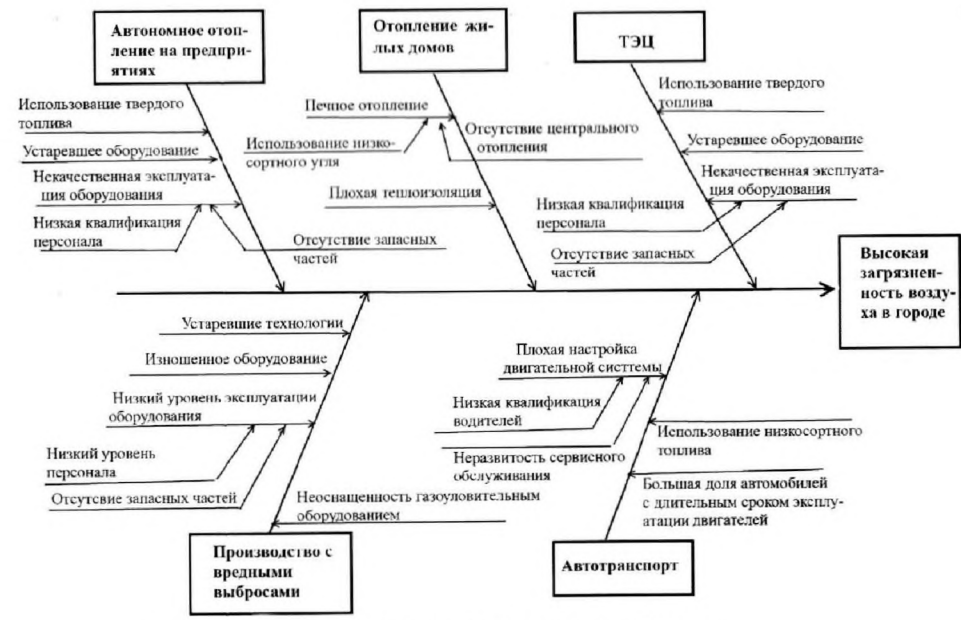 Автономное отоп-
ление на предпри-
ятиях
Отопление жи-
лых домов
ТЭЦ
Использование твердого
топлива
Устаревшее оборудование
Некачественная эксплуата-
ция оборудования
Низкая квалификация
персонала
Отсутствие запасных
частей
Печное отопление
Использование низко-
сортного угля
Отсутствие центрального
отопления
Плохая теплоизоляция
Использование твердого
топлива
Устаревшее оборудование
Некачественная эксплуата-
ция оборудования
Низкая квалификация
персонала
Отсутствие запасных
частей
Высокая
загрязнен-
ность возду-
ха в городе
Устаревшие технологии
Изношенное оборудование
Низкий уровень эксплуатации
оборудования
Низкий уровень
персонала
Отсутсвие запасных частей
Неоснащенность газоуловительным
оборудованием
Производство с
вредными
выбросами
Плохая настройка
двигательной систтемы
Низкая квалификация
водителей
Неразвитость сервисного
обслуживания
Использование низкосортного
топлива
Большая доля автомобилей
с длительным сроком эксплу-
атации двигателей
Автотранспорт